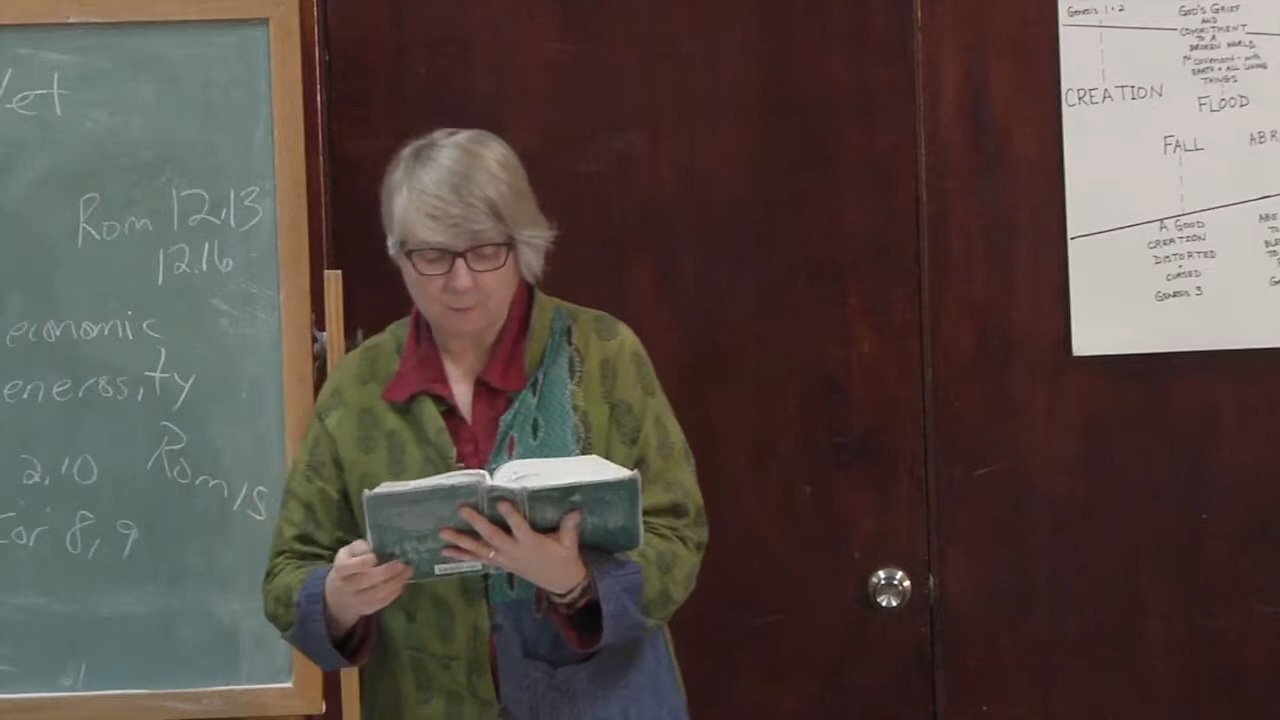 Rom 12.13
12.16
economic
enerosity
2,10
Rom 15
Cor 8,9
Genesis 1+2
CREATION
GOD'S GRIEF
AND
COMMITMENT
TO A
BROKEN WORLD
1st COVENANT - WITH
EARTH + ALL LIVING
THINGS
FLOOD
FALL
A GOOD
CREATION
DISTORTED
+
CURSED
GENESIS 3
ABR
TO